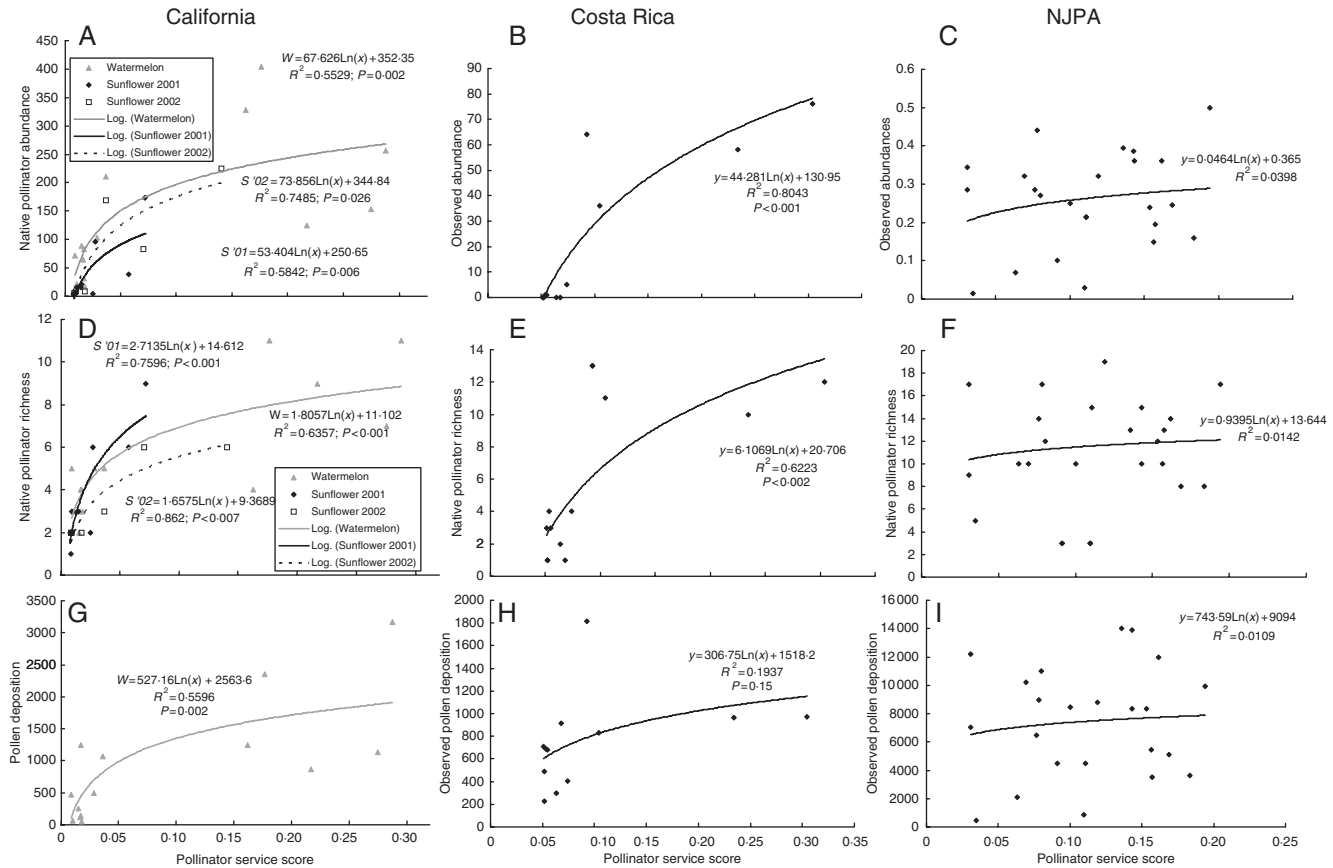 California
Costa Rica
NJPA
A
Native pollinator abundance
450
400
350
300
250
200
150
100
50
0
Watermelon
Sunflower 2001
Sunflower 2002
Log. (Watermelon)
Log. (Sunflower 2001)
Log. (Sunflower 2002)
W=67·626Ln(x)+352·35
R²=0·5529; P=0·002
S '02=73·856Ln(x)+344·84
R²=0·7485; P=0·026
S '01=53·404Ln(x)+250·65
R²=0·5842; P=0·006
B
Observed abundance
90
80
70
60
50
40
30
20
10
0
y=44·281Ln(x)+130·95
R²=0·8043
P<0·001
C
Observed abundances
0.6
0.5
0.4
0.3
0.2
0.1
0
y=0·0464Ln(x)+0·365
R²=0·0398
D
Native pollinator richness
12
10
8
6
4
2
0
S '01=2·7135Ln(x)+14·612
R²=0·7596; P<0·001
W=1·8057Ln(x)+11·102
R²=0·6357; P<0·001
S '02=1·6575Ln(x)+9·3689
R²=0·862; P<0·007
Watermelon
Sunflower 2001
Sunflower 2002
Log. (Watermelon)
Log. (Sunflower 2001)
Log. (Sunflower 2002)
E
Native pollinator richness
14
12
10
8
6
4
2
0
y=6·1069Ln(x)+20·706
R²=0·6223
P<·002
F
Native pollinator richness
20
18
16
14
12
10
8
6
4
2
0
y=0·9395Ln(x)+13·644
R²=0·0142
G
Pollen deposition
3500
3000
2500
2000
1500
1000
500
0
W=527·16Ln(x) + 2563·6
R²=0·5596
P=0·002
0
0·05
0·10
0·15
0·20
0·25
0·30
Pollinator service score
H
Observed pollen deposition
2000
1800
1600
1400
1200
1000
800
600
400
200
0
y=306·75Ln(x)+1518·2
R²=0·1937
P=0·15
0
0·05
0·10
0·15
0·20
0·25
0·30
0·35
Pollinator service score
I
Observed pollen deposition
16000
14000
12000
10000
8000
6000
4000
2000
0
y=743·59Ln(x)+9094
R²=0·0109
0
0·05
0·10
0·15
0·20
0·25
Pollinator service score